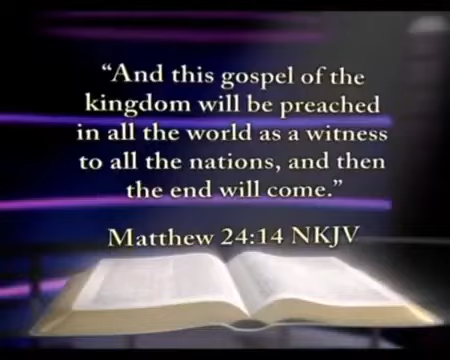 “And this gospel of the
kingdom will be preached
in all the world as a witness
to all the nations, and then
the end will come.”
Matthew 24:14 NKJV